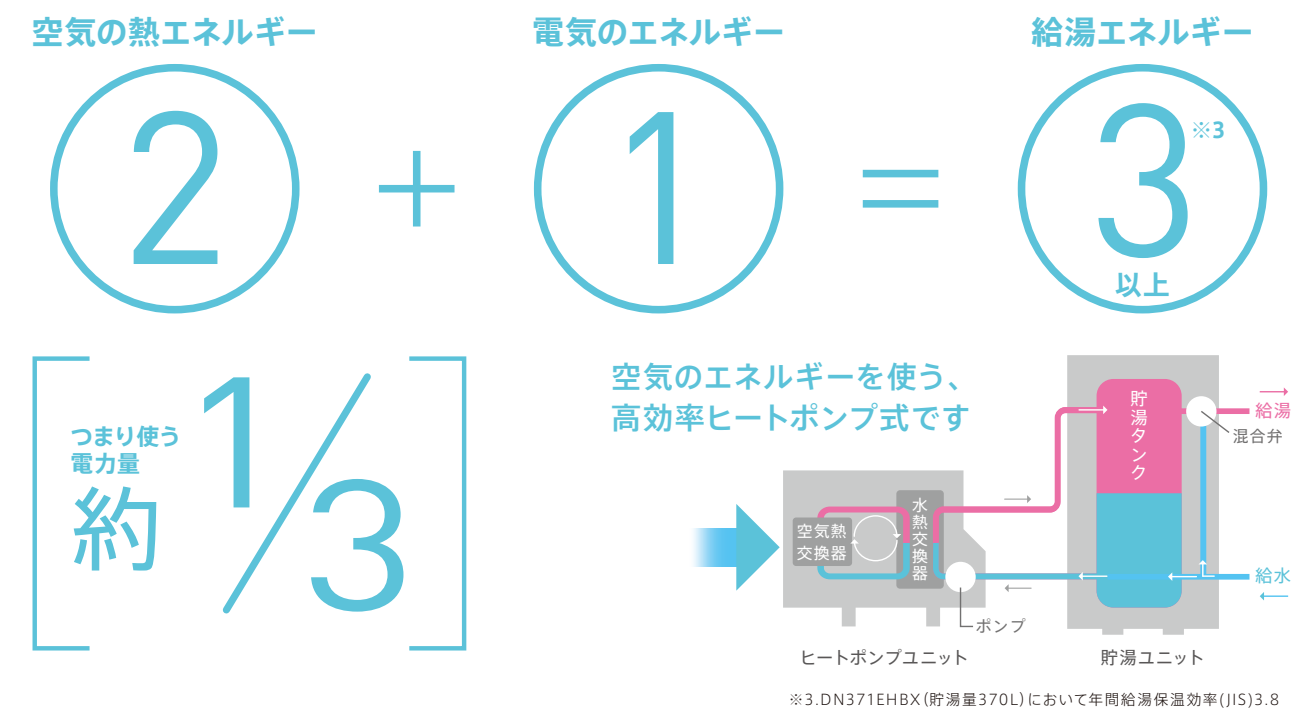 空気の熱エネルギー
2
+
電気のエネルギー
1
=
給湯エネルギー
3※3
以上
つまり使う
電力量
約
1/3
空気のエネルギーを使う、
高効率ヒートポンプ式です
空気熱
交換器
水熱交換器
ポンプ
ヒートポンプユニット
貯湯タンク
給湯
混合弁
給水
貯湯ユニット
※3.DN371EHBX(貯湯量370L)において年間給湯保温効率(JIS)3.8